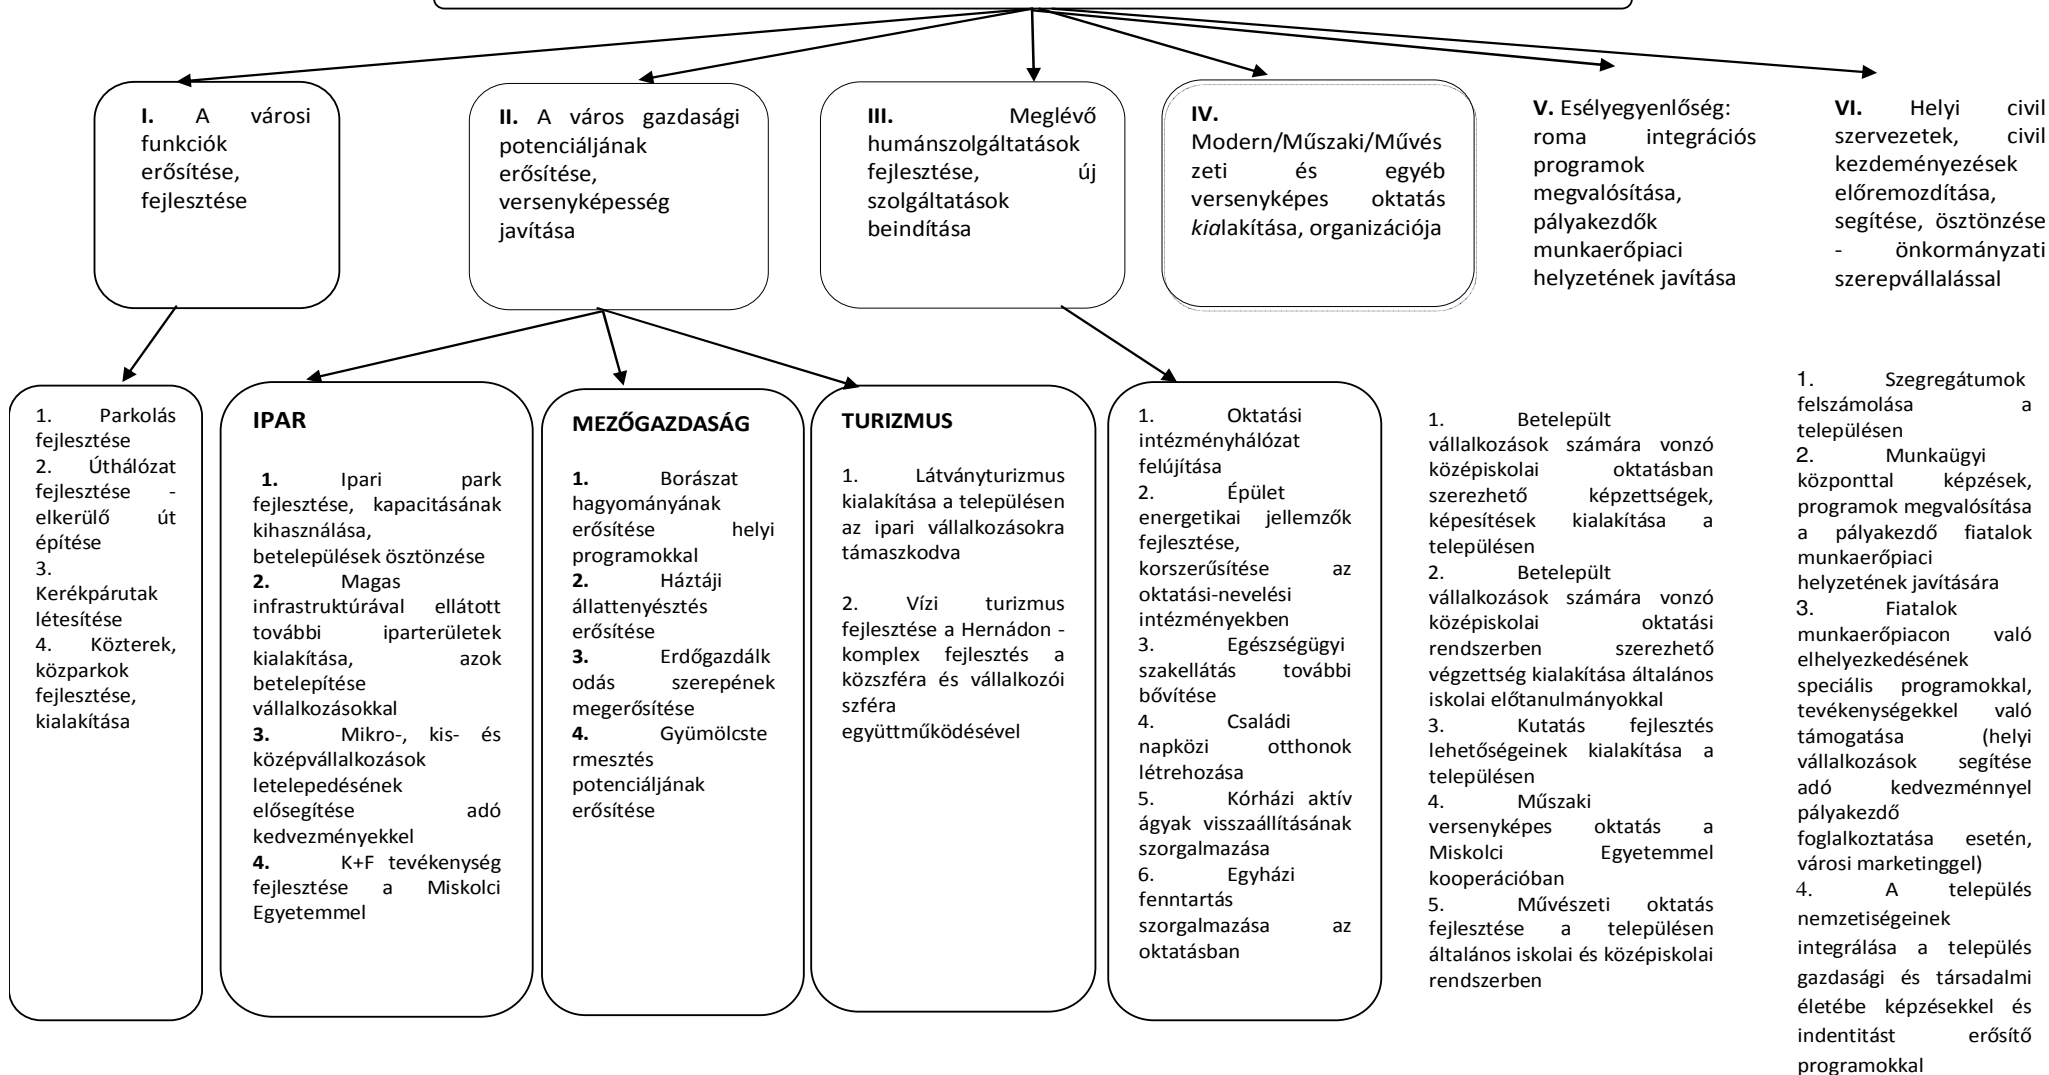 I. A városi
funkciók
erősítése,
fejlesztése
II. A város gazdasági
potenciáljának
erősítése,
versenyképesség
javítása
III. Meglévő
humánszolgáltatások
fejlesztése, új
szolgáltatások
beindítása
IV.
Modern/Műszaki/Művés
zeti és egyéb
versenyképes oktatás
kialakítása, organizációja
V. Esélyegyenlőség:
roma integrációs
programok
megvalósítása,
pályakezdők
munkaerőpiaci
helyzetének javítása
VI. Helyi civil
szervezetek, civil
kezdeményezések
előremozdítása,
segítése, ösztönzése
- önkormányzati
szerepvállalással
1. Parkolás
fejlesztése
2. Úthálózat
fejlesztése -
elkerülő út
építése
3.
Kerékpárutak
létesítése
4. Közterek,
közparkok
fejlesztése,
kialakítása
IPAR
1. Ipari park
fejlesztése, kapacitásának
kihasználása,
betelepülések ösztönzése
2. Magas
infrastruktúrával ellátott
további iparterületek
kialakítása, azok
betelepítése
vállalkozásokkal
3. Mikro-, kis- és
középvállalkozások
letelepedésének
elősegítése adó
kedvezményekkel
4. K+F tevékenység
fejlesztése a Miskolci
Egyetemmel
MEZŐGAZDASÁG
1. Borászat
hagyományának
erősítése helyi
programokkal
2. Háztáji
állattenyésztés
erősítése
3. Erdőgazdálk
odás szerepének
megerősítése
4. Gyümölcste
rmesztés
potenciáljának
erősítése
TURIZMUS
1. Látványturizmus
kialakítása a településen
az ipari vállalkozásokra
támaszkodva
2. Vízi turizmus
fejlesztése a Hernádon -
komplex fejlesztés a
közszféra és vállalkozói
szféra
együttműködésével
1. Oktatási
intézményhálózat
felújítása
2. Épület
energetikai jellemzők
fejlesztése,
korszerűsítése az
oktatási-nevelési
intézményekben
3. Egészségügyi
szakellátás további
bővítése
4. Családi
napközi otthonok
létrehozása
5. Kórházi aktív
ágyak visszaállításának
szorgalmazása
6. Egyházi
fenntartás
szorgalmazása az
oktatásban
1. Betelepült
vállalkozások számára vonzó
középiskolai oktatásban
szerezhető képzettségek,
képesítések kialakítása a
településen
2. Betelepült
vállalkozások számára vonzó
középiskolai oktatási
rendszerben szerezhető
végzettség kialakítása általános
iskolai előtanulmányokkal
3. Kutatás fejlesztés
lehetőségeinek kialakítása a
településen
4. Műszaki
versenyképes oktatás a
Miskolci Egyetemmel
kooperációban
5. Művészeti oktatás
fejlesztése a településen
általános iskolai és középiskolai
rendszerben
1. Szegregátumok
felszámolása a
településen
2. Munkaügyi
központtal képzések,
programok megvalósítása
a pályakezdő fiatalok
munkaerőpiaci
helyzetének javítására
3. Fiatalok
munkaerőpiacon való
elhelyezkedésének
speciális programokkal,
tevékenységekkel való
támogatása (helyi
vállalkozások segítése
adó kedvezménnyel
pályakezdő
foglalkoztatása esetén,
városi marketinggel)
4. A település
nemzetiségeinek
integrálása a település
gazdasági és társadalmi
életébe képzésekkel és
indentitást erősítő
programokkal